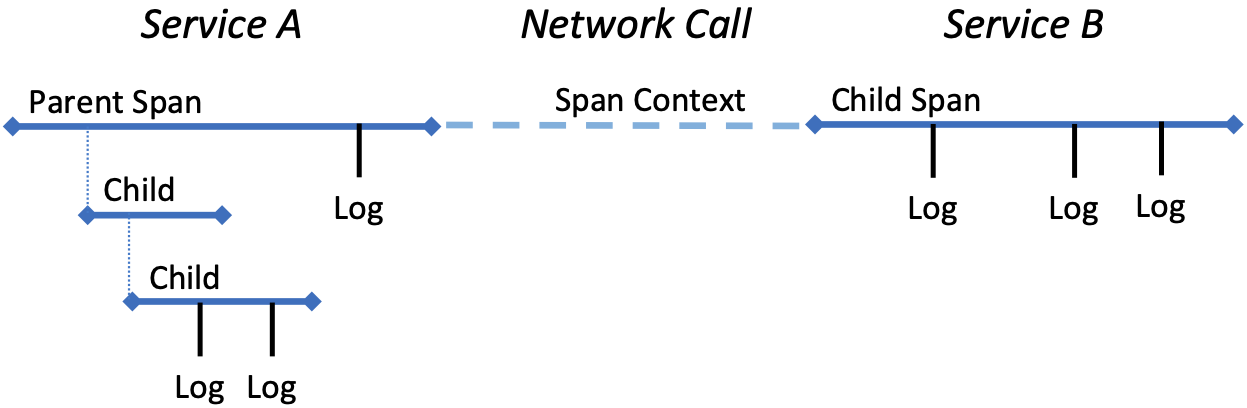 Service A
Network Call
Service B
Parent Span
Span Context
Child Span
Child
Log
Log
Log
Log
Child
Log
Log